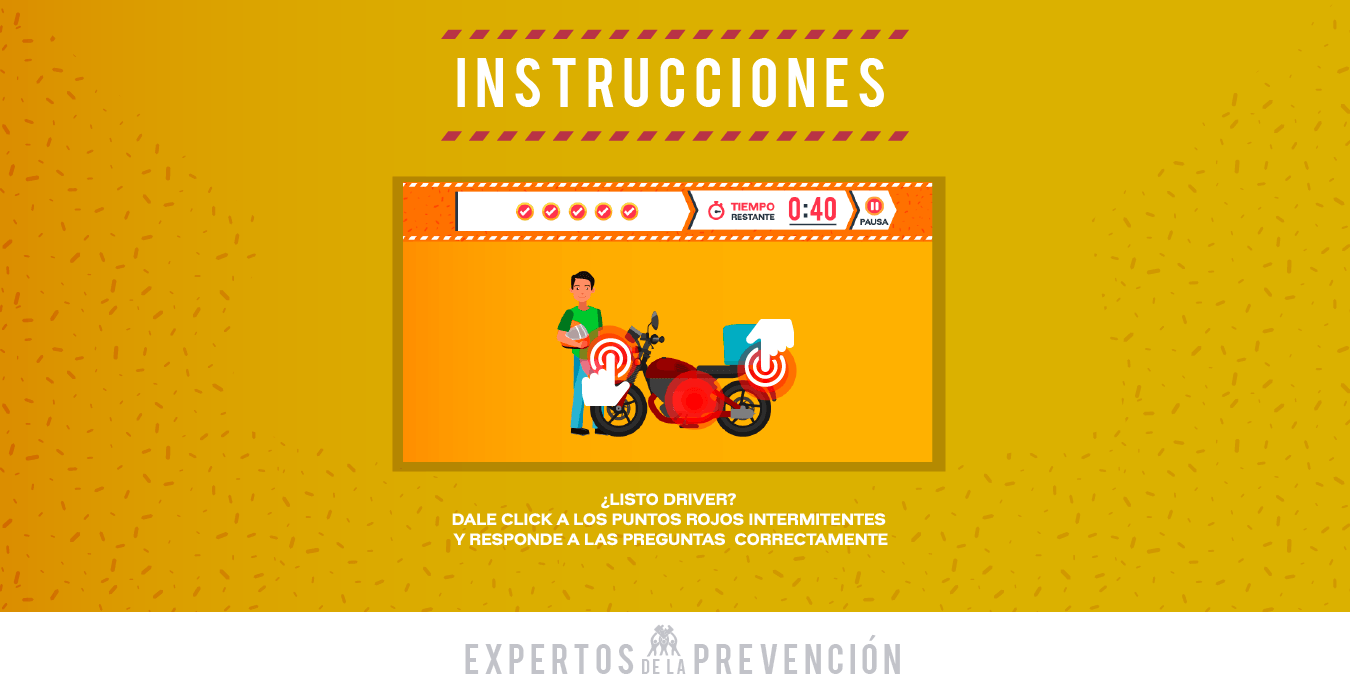 INSTRUCCIONES
TIEMPO
RESTANTE
0:40
PAUSA
¿LISTO DRIVER?
DALE CLICK A LOS PUNTOS ROJOS INTERMITENTES
Y RESPONDE A LAS PREGUNTAS CORRECTAMENTE
EXPERTOS DE LA PREVENCIÓN